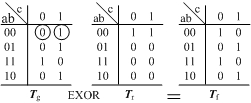 c c c
ab 0 1 ab 0 1 ab 0 1
00 0 1 00 1 1 00 1 0
01 0 1 01 0 0 01 0 1
11 1 0 11 0 0 11 1 0
10 0 1 10 0 0 10 0 1
Tg EXOR Tr = Tf